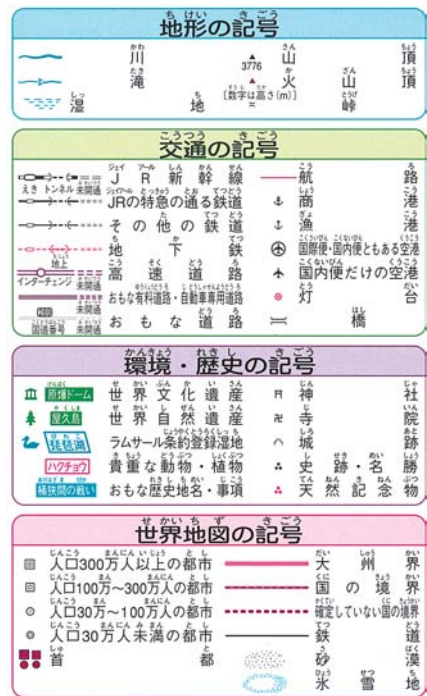 地形の記号
川
▲ 3776 山頂
滝
▲ 火山頂
[数字は高さ(m)]
湿地
峠
交通の記号
えき トンネル 未開通
JR新幹線
航路
JRの特急の通る鉄道
商港
その他の鉄道
漁港
地上
地下鉄
国際便・国内便ともある空港
インターチェンジ 未開通
高速道路
国内便だけの空港
未開通
おもな有料道路・自動車専用道路
灯台
国道番号 未開通
おもな道路
橋
環境・歴史の記号
原爆ドーム 世界文化遺産
神社
屋久島 世界自然遺産
卍 寺院
琵琶湖 ラムサール条約登録湿地
城跡
ハクチョウ 貴重な動物・植物
史跡・名勝
桶狭間の戦い おもな歴史地名・事項
天然記念物
世界地図の記号
人口300万人以上の都市
大州界
人口100万~300万人の都市
国の境界
人口30万~100万人の都市
確定していない国の境界
人口30万人未満の都市
鉄道
首都
砂漠
氷雪地